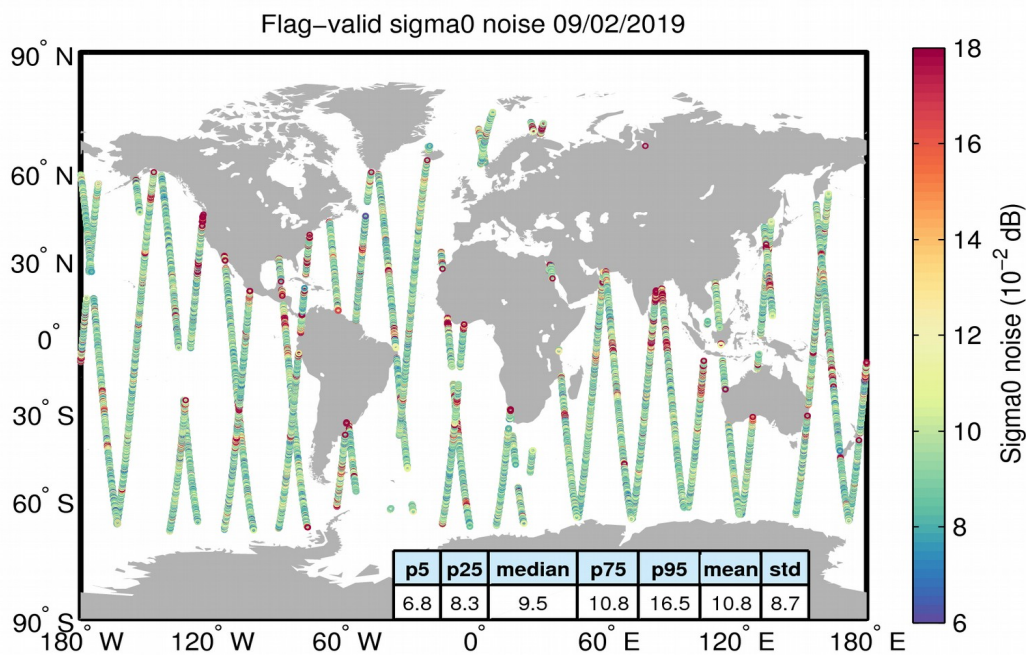 Flag−valid sigma0 noise 09/02/2019
90° N
60° N
30° N
0°
30° S
60° S
90° S
180° W
120° W
60° W
0°
60° E
120° E
180° E
p5 p25 median p75 p95 mean std
6.8 8.3 9.5 10.8 16.5 10.8 8.7
18
16
14
12
10
8
6
Sigma0 noise (10⁻² dB)